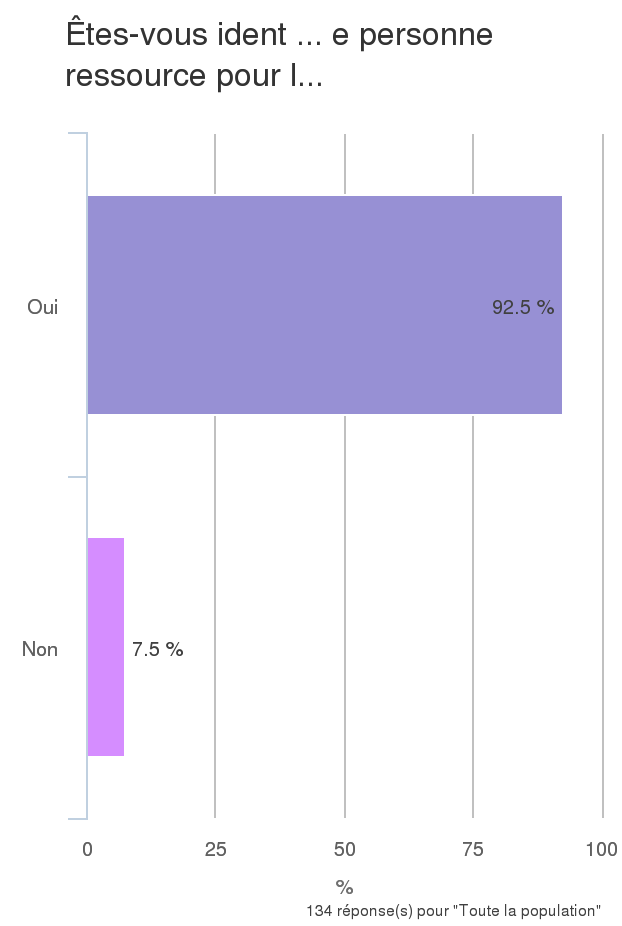 Êtes-vous ident ... e personne
ressource pour l...
Oui
92.5 %
Non
7.5 %
0 25 50 75 100
%
134 réponse(s) pour "Toute la population"